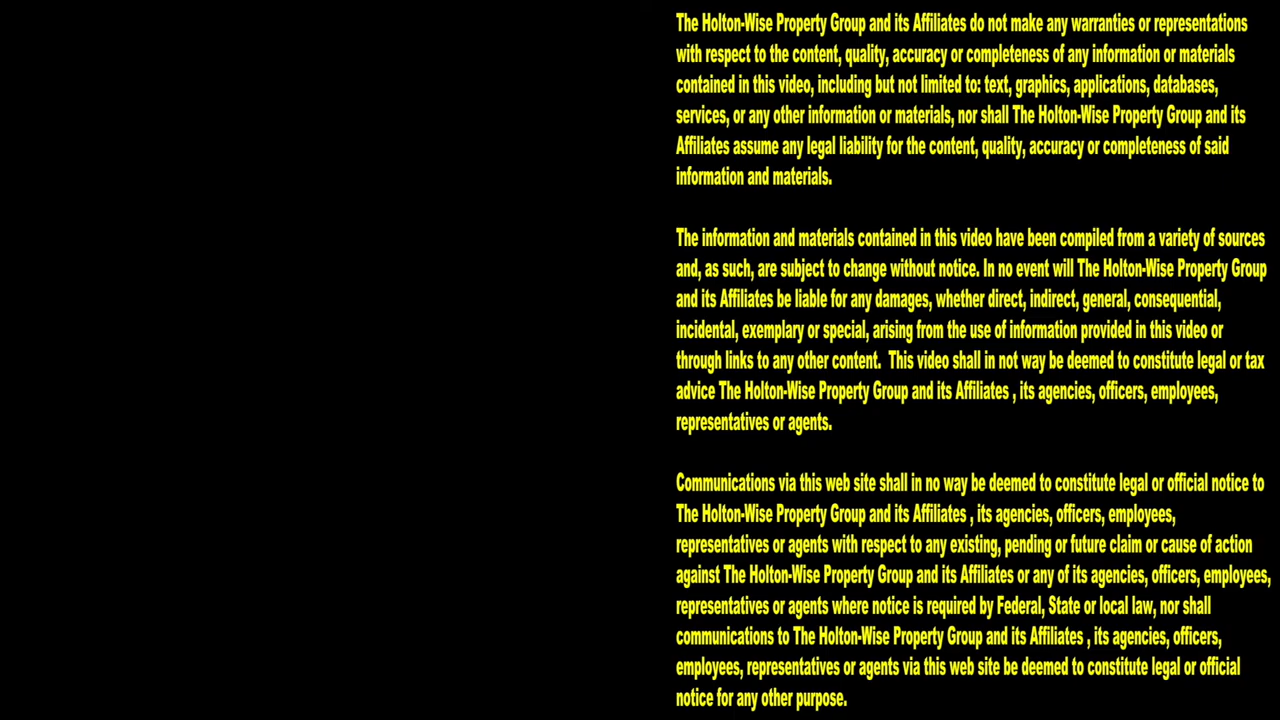 The Holton-Wise Property Group and its Affiliates do not make any warranties or representations
with respect to the content, quality, accuracy or completeness of any information or materials
contained in this video, including but not limited to: text, graphics, applications, databases,
services, or any other information or materials, nor shall The Holton-Wise Property Group and its
Affiliates assume any legal liability for the content, quality, accuracy or completeness of said
information and materials.
The information and materials contained in this video have been compiled from a variety of sources
and, as such, are subject to change without notice. In no event will The Holton-Wise Property Group
and its Affiliates be liable for any damages, whether direct, indirect, general, consequential,
incidental, exemplary or special, arising from the use of information provided in this video or
through links to any other content.  This video shall in not way be deemed to constitute legal or tax
advice The Holton-Wise Property Group and its Affiliates , its agencies, officers, employees,
representatives or agents.
Communications via this web site shall in no way be deemed to constitute legal or official notice to
The Holton-Wise Property Group and its Affiliates , its agencies, officers, employees,
representatives or agents with respect to any existing, pending or future claim or cause of action
against The Holton-Wise Property Group and its Affiliates or any of its agencies, officers, employees,
representatives or agents where notice is required by Federal, State or local law, nor shall
communications to The Holton-Wise Property Group and its Affiliates , its agencies, officers,
employees, representatives or agents via this web site be deemed to constitute legal or official
notice for any other purpose.